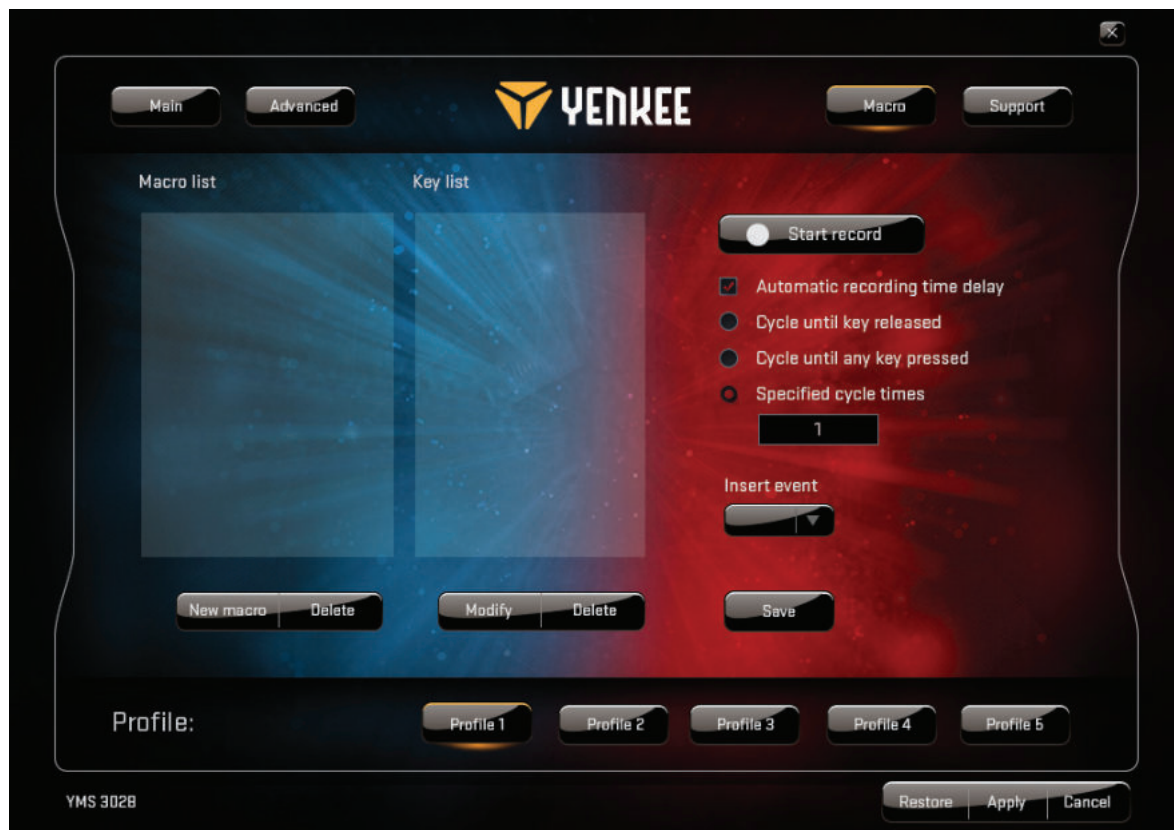 Main
Advanced
YENKEE
Macro
Support
Macro list
Key list
Start record
Automatic recording time delay
Cycle until key released
Cycle until any key pressed
Specified cycle times
1
Insert event
New macro
Delete
Modify
Delete
Save
Profile:
Profile 1
Profile 2
Profile 3
Profile 4
Profile 5
YMS 3028
Restore
Apply
Cancel